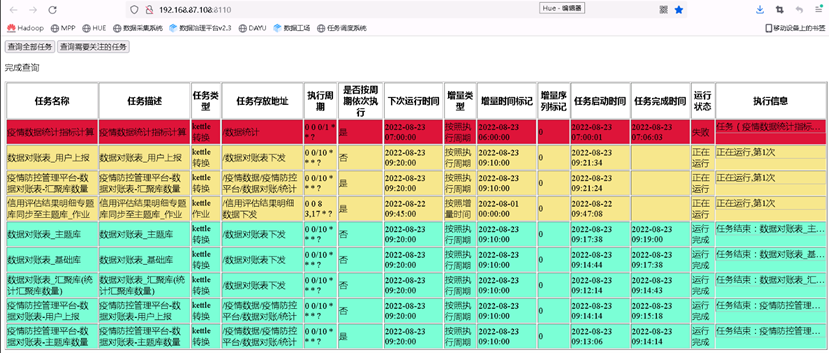 Hue - 编辑器
192.168.87.108:8110
Hadoop MPP HUE 数据采集系统 数据治理平台v2.3 DAYU 数据工场 任务调度系统 移动设备上的书签
查询全部任务 查询需要关注的任务
完成查询
任务名称 任务描述 任务类型 任务存放地址 执行周期 是否按周期依次执行 下次运行时间 增量类型 增量时间标记 增量序列标记 任务启动时间 任务完成时间 运行状态 执行信息
疫情数据统计指标计算 疫情数据统计指标计算 kettle转换 /数据统计 0 0 0/1 * * ? 是 2022-08-23 07:00:00 按照执行周期 2022-08-23 06:00:00 0 2022-08-23 07:00:01 2022-08-23 07:06:03 失败 任务 ( 疫情数据统计指标...
数据对账表_用户上报 数据对账表_用户上报 kettle转换 /数据对账表下发 0 0/10 * * * ? 否 2022-08-23 09:20:00 按照执行周期 2022-08-23 09:10:00 0 2022-08-23 09:21:34 正在运行 正在运行,第1次
疫情防控管理平台-数据对账表-汇聚库数量 疫情防控管理平台-数据对账表-汇聚库数量 kettle转换 /疫情数据/疫情防控平台/数据对账/统计 0 0/10 * * * ? 是 2022-08-23 09:20:00 按照执行周期 2022-08-23 09:10:00 0 2022-08-23 09:21:24 正在运行 正在运行,第1次
信用评估结果明细专题库同步至主题库_作业 信用评估结果明细专题库同步至主题库_作业 kettle作业 /信用评估结果明细数据下发 0 0 8 3,17 * ? 是 2022-08-22 09:45:00 按照增量时间 2022-08-01 00:00:00 0 2022-08-22 09:47:08 正在运行 正在运行,第1次
数据对账表_主题库 数据对账表_主题库 kettle转换 /数据对账表下发 0 0/10 * * * ? 否 2022-08-23 09:20:00 按照执行周期 2022-08-23 09:10:00 0 2022-08-23 09:17:38 2022-08-23 09:19:00 运行完成 任务结束：数据对账表_主...
数据对账表_基础库 数据对账表_基础库 kettle转换 /数据对账表下发 0 0/10 * * * ? 否 2022-08-23 09:20:00 按照执行周期 2022-08-23 09:10:00 0 2022-08-23 09:14:44 2022-08-23 09:17:38 运行完成 任务结束：数据对账表_基...
数据对账表_汇聚库(统计汇聚库数量) 数据对账表_汇聚库(统计汇聚库数量) kettle转换 /数据对账表下发 0 0/10 * * * ? 否 2022-08-23 09:20:00 按照执行周期 2022-08-23 09:10:00 0 2022-08-23 09:12:14 2022-08-23 09:14:43 运行完成 任务结束：数据对账表_汇...
疫情防控管理平台-数据对账表-用户上报 疫情防控管理平台-数据对账表-用户上报 kettle转换 /疫情数据/疫情防控平台/数据对账/统计 0 0/10 * * * ? 否 2022-08-23 09:20:00 按照执行周期 2022-08-23 09:10:00 0 2022-08-23 09:14:14 2022-08-23 09:15:18 运行完成 任务结束：疫情防控管理...
疫情防控管理平台-数据对账表-主题库数量 疫情防控管理平台-数据对账表-主题库数量 kettle转换 /疫情数据/疫情防控平台/数据对账/统计 0 0/10 * * * ? 是 2022-08-23 09:20:00 按照执行周期 2022-08-23 09:10:00 0 2022-08-23 09:13:06 2022-08-23 09:14:14 运行完成 任务结束：疫情防控管理...